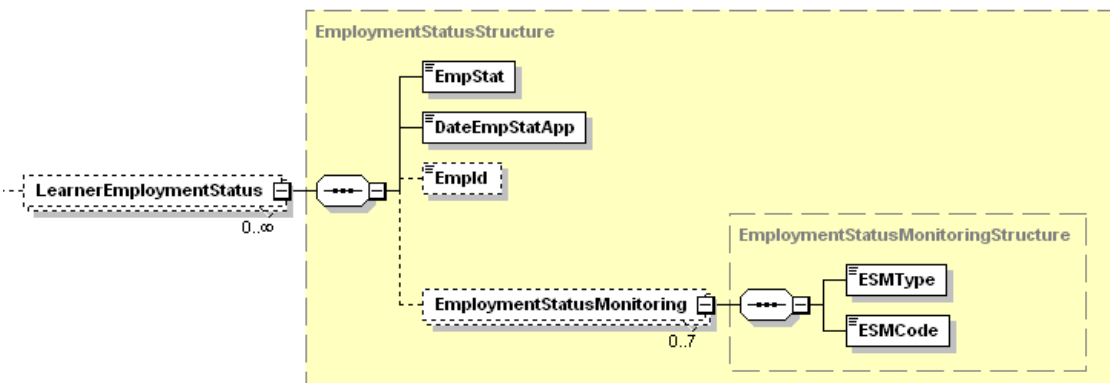 EmploymentStatusStructure
EmpStat
DateEmpStatApp
EmpId
LearnerEmploymentStatus
0..∞
EmploymentStatusMonitoringStructure
ESMType
EmploymentStatusMonitoring
0..7
ESMCode